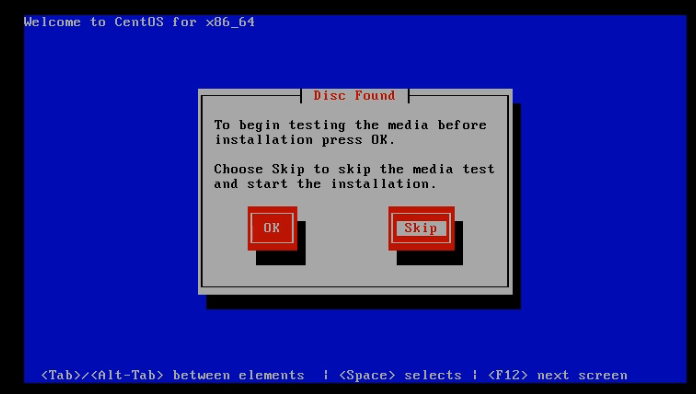 Welcome to CentOS for x86_64
Disc Found
To begin testing the media before
installation press OK.
Choose Skip to skip the media test
and start the installation.
OK Skip
<Tab>/<Alt-Tab> between elements | <Space> selects | <F12> next screen